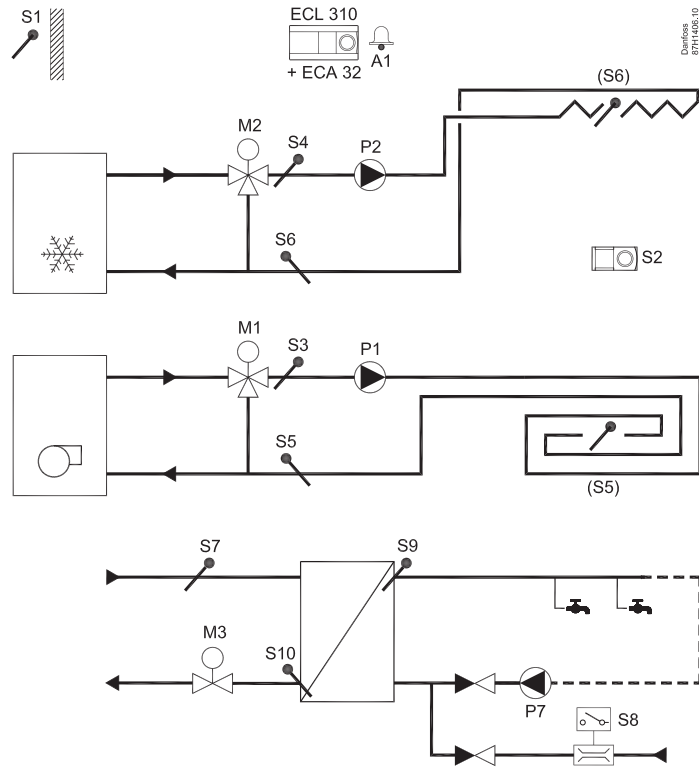 S1
ECL 310
+ ECA 32
A1
Danfoss
87H1406.10
(S6)
M2
S4
P2
S6
S2
M1
S3
P1
S5
(S5)
S7
S9
M3
S10
P7
S8